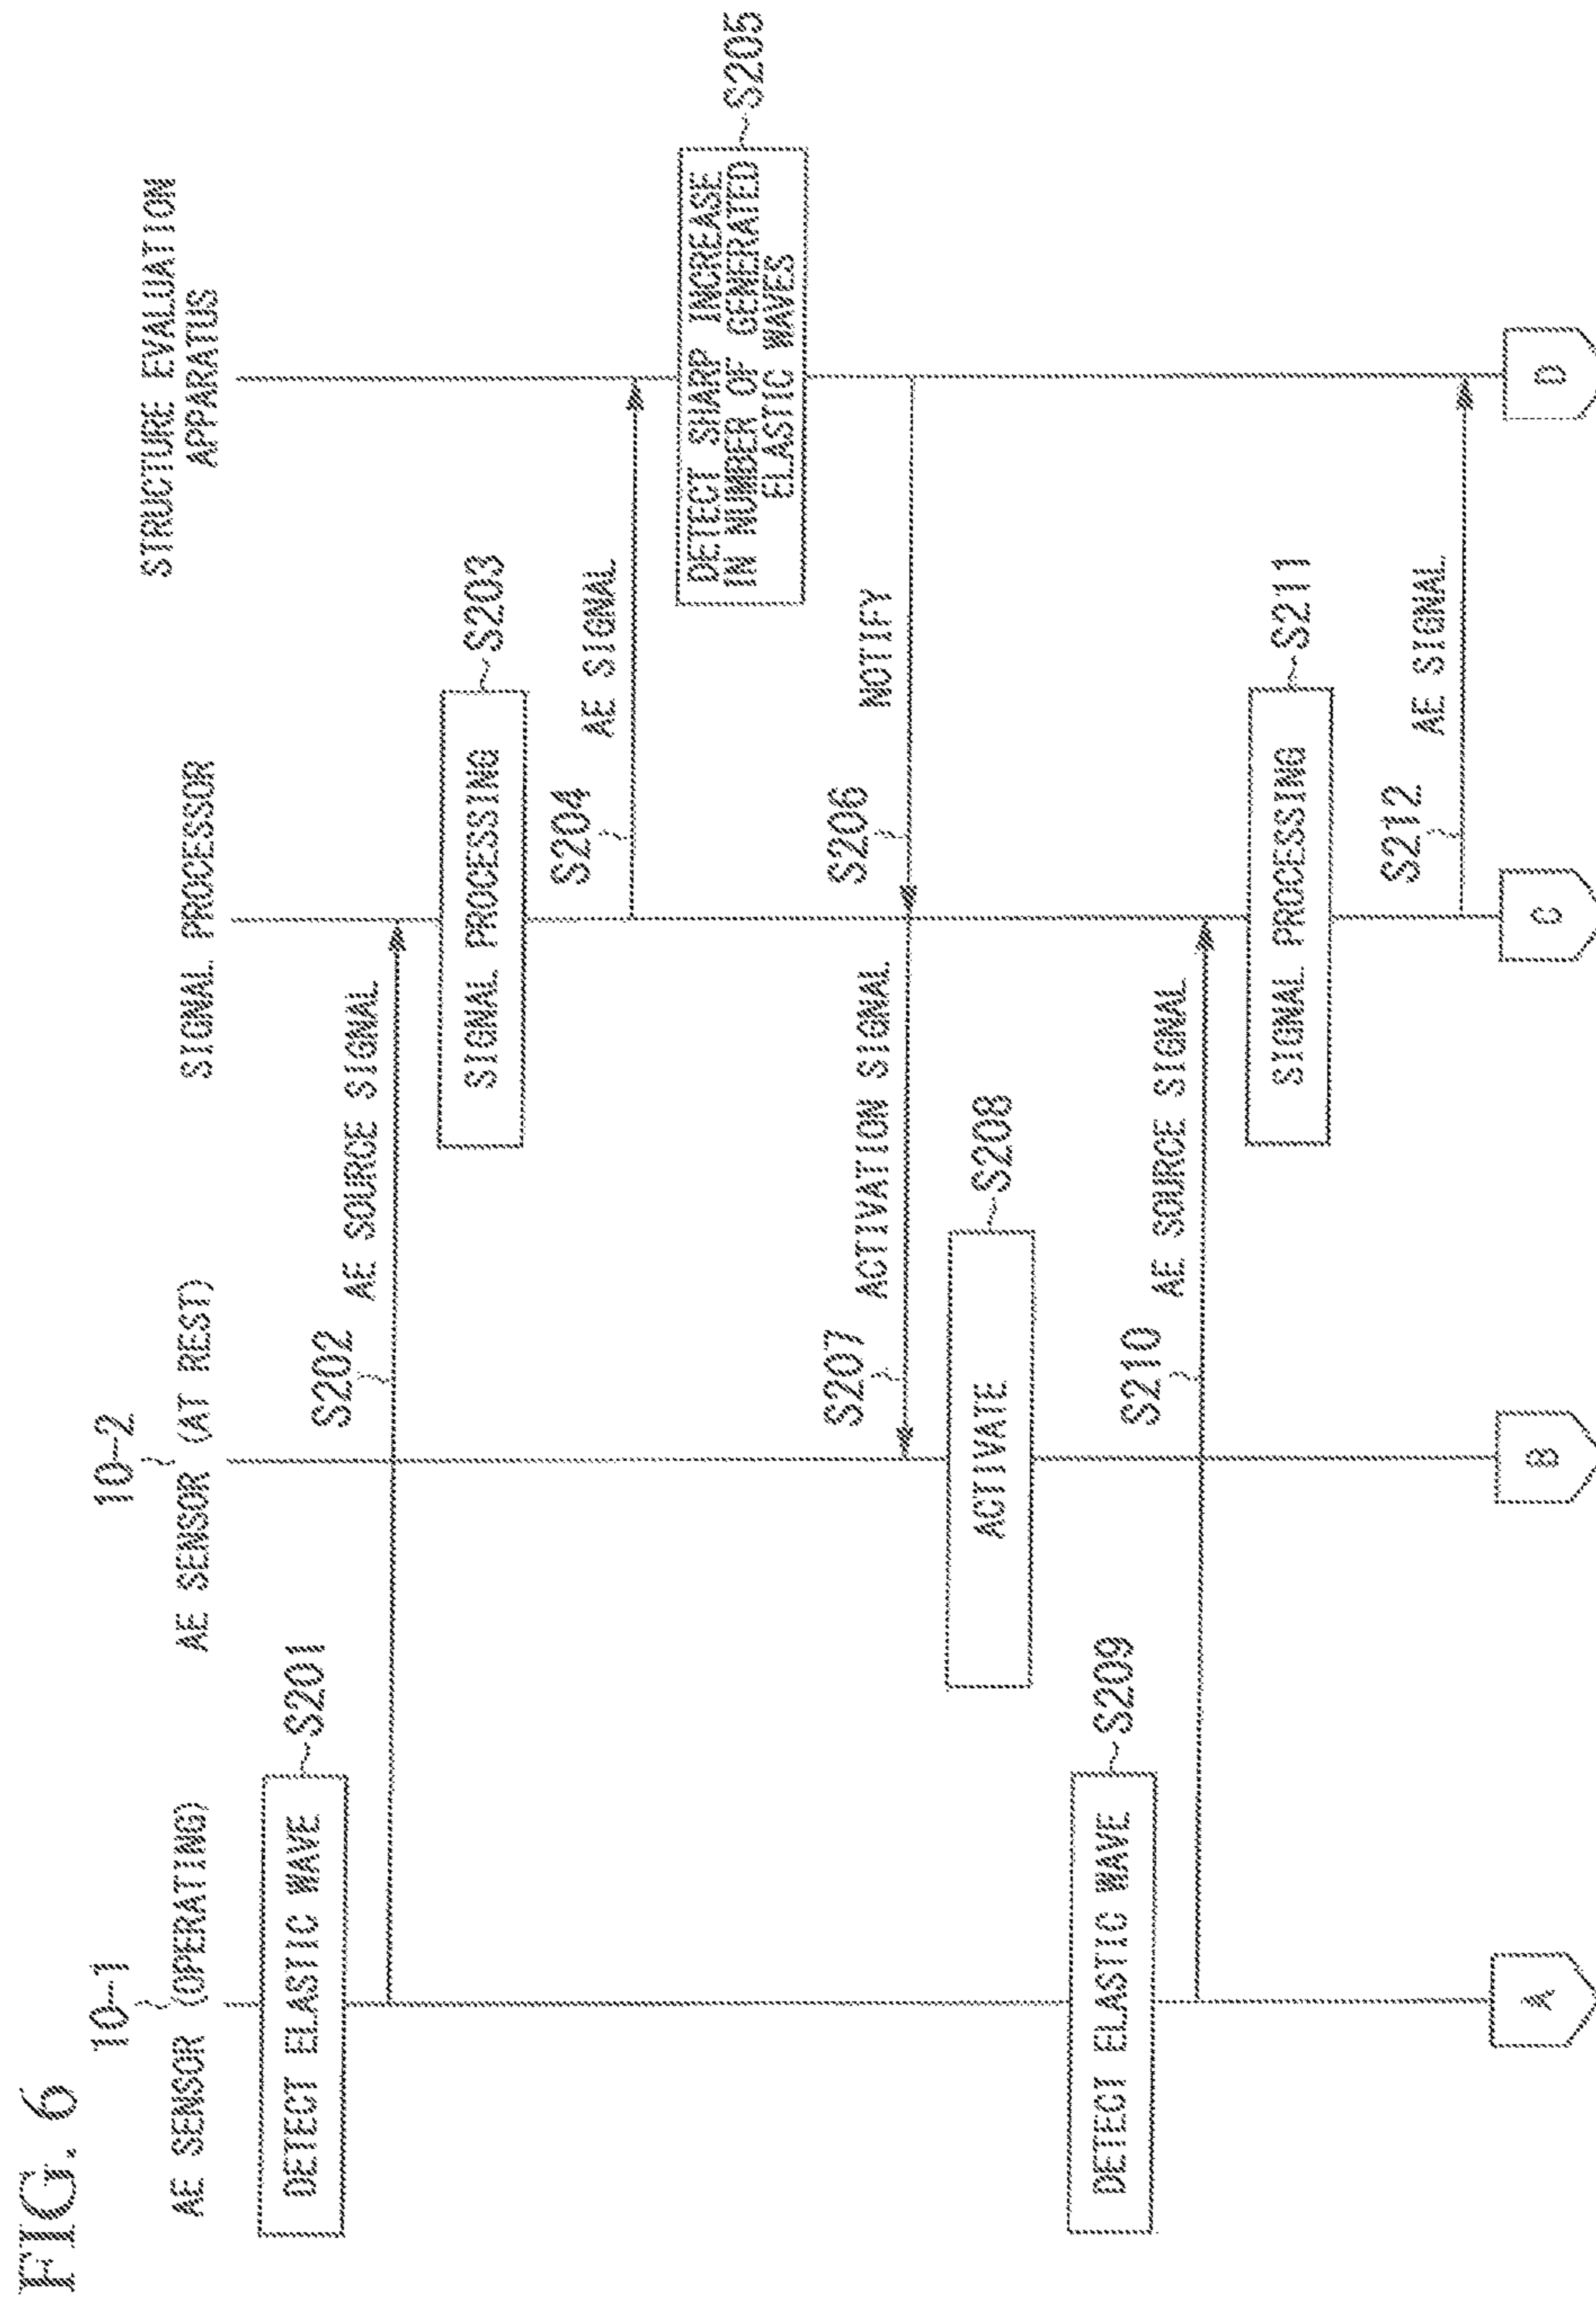 FIG. 6
10-1
AE SENSOR (OPERATING)
10-2
AE SENSOR (AT REST)
SIGNAL PROCESSOR
STRUCTURE EVALUATION
APPARATUS
DETECT ELASTIC WAVE
S201
S202
AE SOURCE SIGNAL
SIGNAL PROCESSING
S203
S204
AE SIGNAL
DETECT SHARP INCREASE
IN NUMBER OF GENERATED
ELASTIC WAVES
S205
S206
NOTIFY
S207
ACTIVATION SIGNAL
ACTIVATE
S208
DETECT ELASTIC WAVE
S209
S210
AE SOURCE SIGNAL
SIGNAL PROCESSING
S211
S212
AE SIGNAL
A
B
C
D